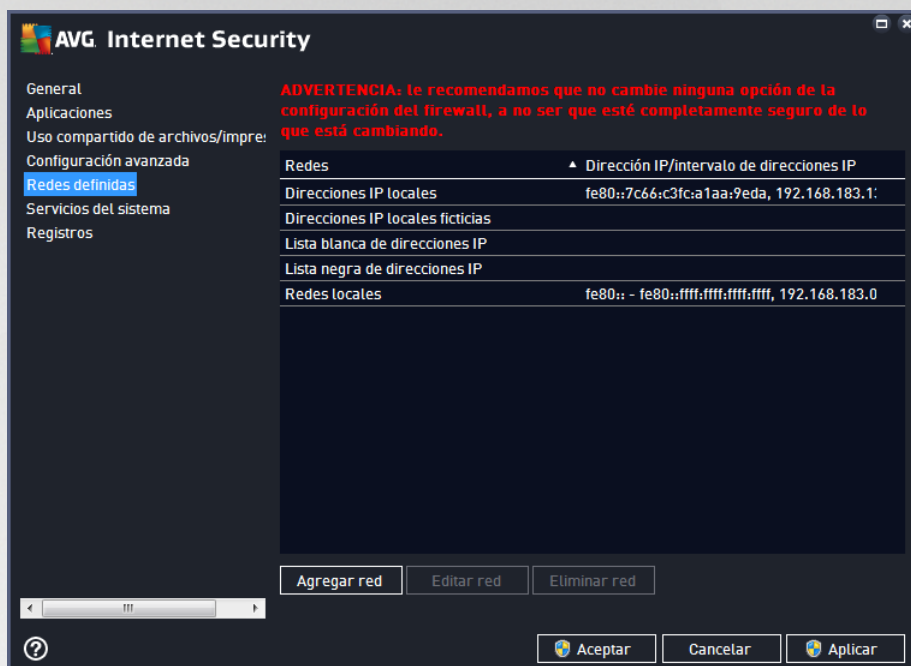 AVG Internet Security
General
Aplicaciones
Uso compartido de archivos/impre
Configuración avanzada
Redes definidas
Servicios del sistema
Registros
ADVERTENCIA: le recomendamos que no cambie ninguna opción de la
configuración del firewall, a no ser que esté completamente seguro de lo
que está cambiando.
Redes Dirección IP/intervalo de direcciones IP
Direcciones IP locales fe80::7c66:c3fc:a1aa:9eda, 192.168.183.1
Direcciones IP locales ficticias
Lista blanca de direcciones IP
Lista negra de direcciones IP
Redes locales fe80:: - fe80::ffff:ffff:ffff:ffff, 192.168.183.0
Agregar red Editar red Eliminar red
Aceptar Cancelar Aplicar